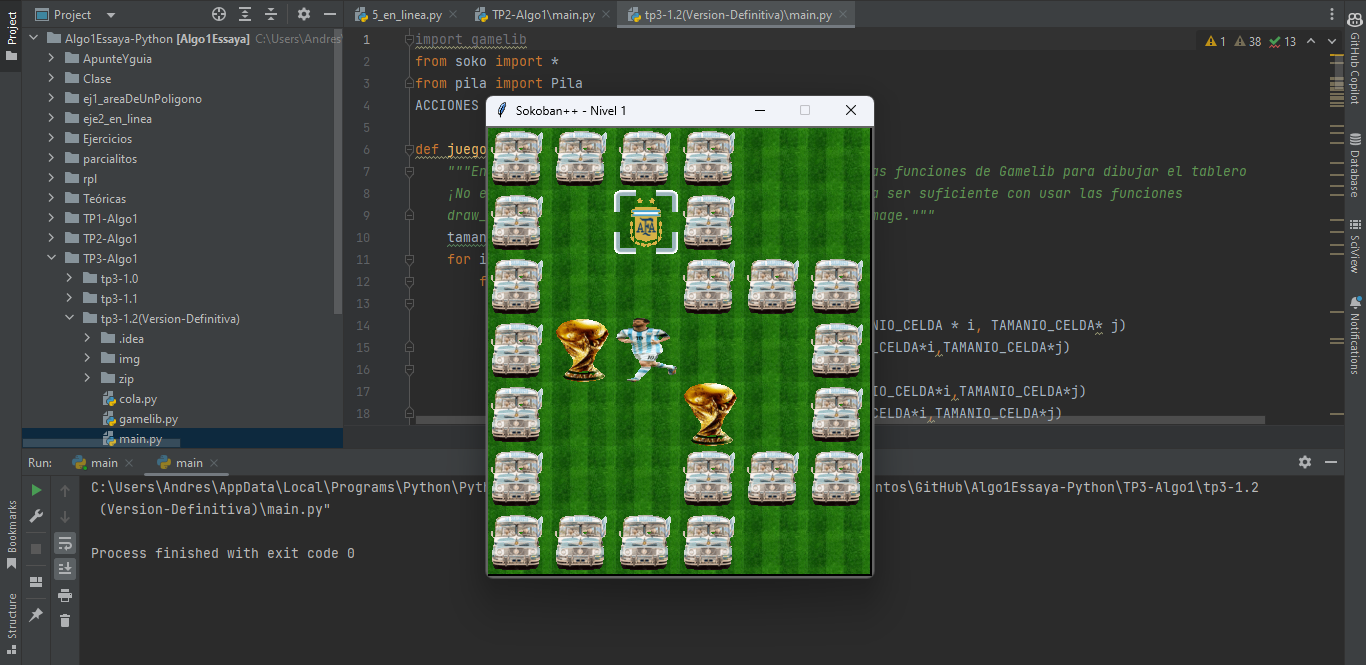 Project
5_en_linea.py
TP2-Algo1\main.py
tp3-1.2(Version-Definitiva)\main.py
Project
Algo1Essaya-Python [Algo1Essaya] C:\Users\Andres
ApunteYguia
Clase
ej1_areaDeUnPoligono
eje2_en_linea
Ejercicios
parcialitos
rpl
Teóricas
TP1-Algo1
TP2-Algo1
TP3-Algo1
tp3-1.0
tp3-1.1
tp3-1.2(Version-Definitiva)
.idea
img
zip
cola.py
gamelib.py
main.py
1 import gamelib
2 from soko import *
3 from pila import Pila
4 ACCIONES
5
6 def juego
7 """En as funciones de Gamelib para dibujar el tablero
8 ¡No e a ser suficiente con usar las funciones
9 draw_ mage."""
10 taman
11 for i
12 f
13
14 NIO_CELDA * i, TAMANIO_CELDA* j)
15 _CELDA*i,TAMANIO_CELDA*j)
16
17 IO_CELDA*i,TAMANIO_CELDA*j)
18 CELDA*i,TAMANIO_CELDA*j)
1 38 13
Sokoban++ - Nivel 1
AFA
GitHub Copilot
Database
SciView
Notifications
Run: main main
C:\Users\Andres\AppData\Local\Programs\Python\Pyt ntos\GitHub\Algo1Essaya-Python\TP3-Algo1\tp3-1.2
(Version-Definitiva)\main.py"
Process finished with exit code 0
Bookmarks
Structure